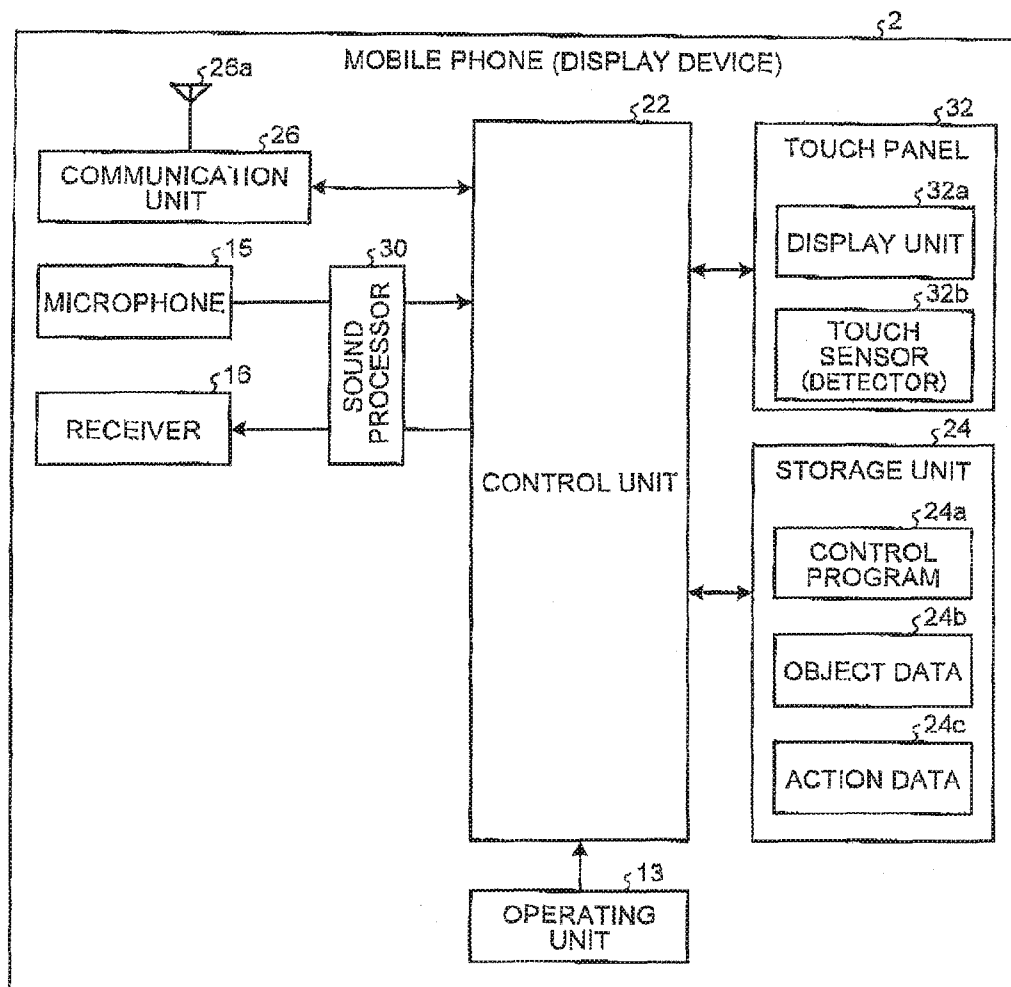 2
MOBILE PHONE (DISPLAY DEVICE)
26a
26
COMMUNICATION
UNIT
15
MICROPHONE
30
SOUND
PROCESSOR
16
RECEIVER
22
CONTROL UNIT
32
TOUCH PANEL
32a
DISPLAY UNIT
32b
TOUCH
SENSOR
(DETECTOR)
24
STORAGE UNIT
24a
CONTROL
PROGRAM
24b
OBJECT DATA
24c
ACTION DATA
13
OPERATING
UNIT